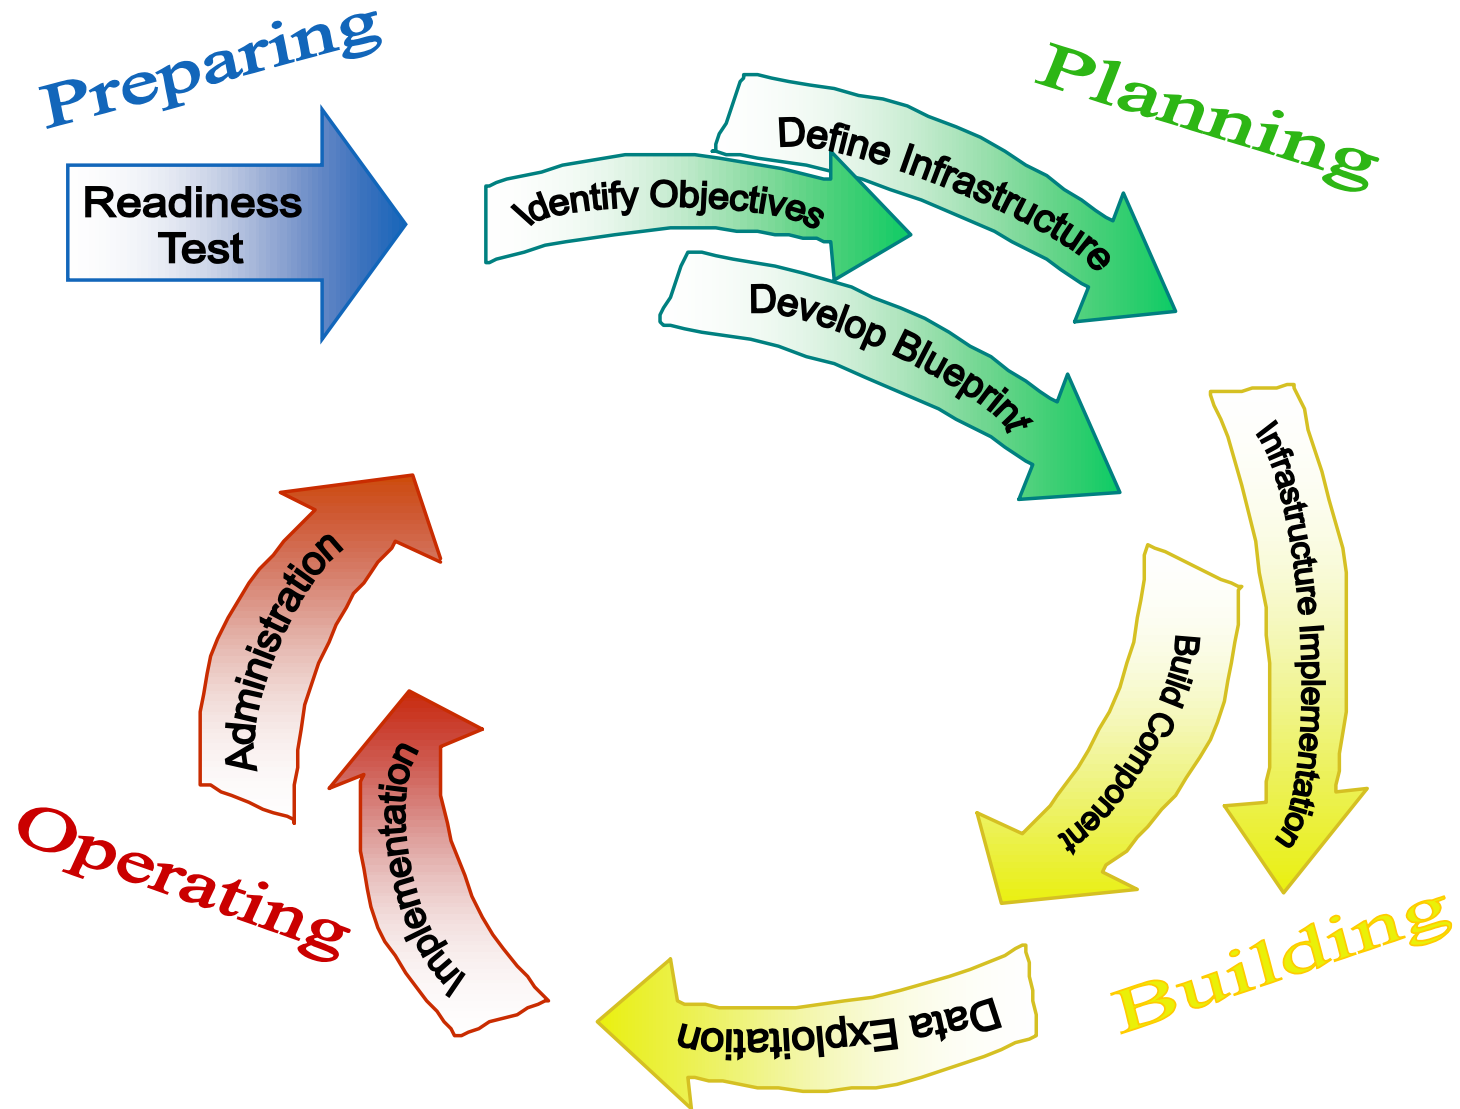 Preparing
Readiness
Test
Planning
Define Infrastructure
Identify Objectives
Develop Blueprint
Infrastructure Implementation
Build Component
Building
Data Exploitation
Operating
Implementation
Administration